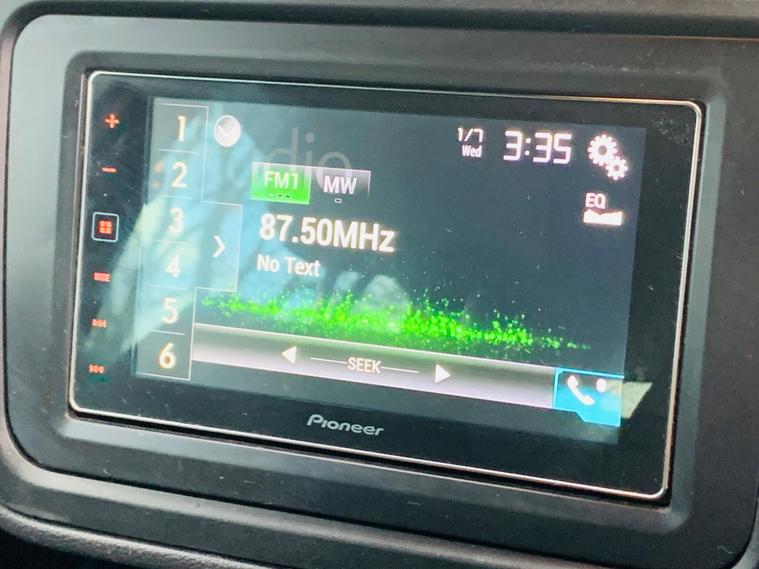 1
2
3
4
5
6
dio
1/7
Wed
3:35
FM1
MW
EQ
87.50MHz
No Text
SEEK
Pioneer